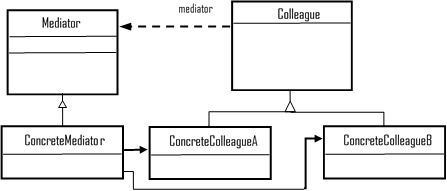 mediator
Mediator
Colleague
ConcreteMediator
ConcreteColleagueA
ConcreteColleagueB